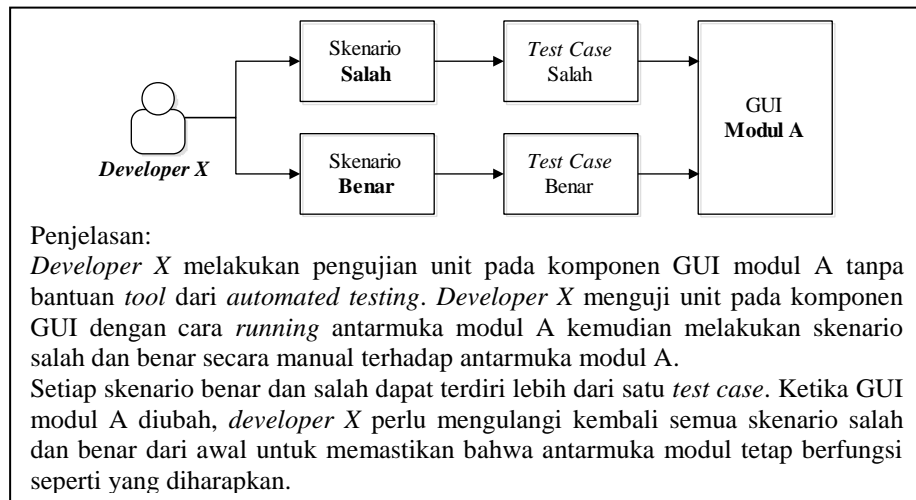 Skenario
Salah
Test Case
Salah
GUI
Modul A
Developer X
Skenario
Benar
Test Case
Benar
Penjelasan:
Developer X melakukan pengujian unit pada komponen GUI modul A tanpa
bantuan tool dari automated testing. Developer X menguji unit pada komponen
GUI dengan cara running antarmuka modul A kemudian melakukan skenario
salah dan benar secara manual terhadap antarmuka modul A.
Setiap skenario benar dan salah dapat terdiri lebih dari satu test case. Ketika GUI
modul A diubah, developer X perlu mengulangi kembali semua skenario salah
dan benar dari awal untuk memastikan bahwa antarmuka modul tetap berfungsi
seperti yang diharapkan.